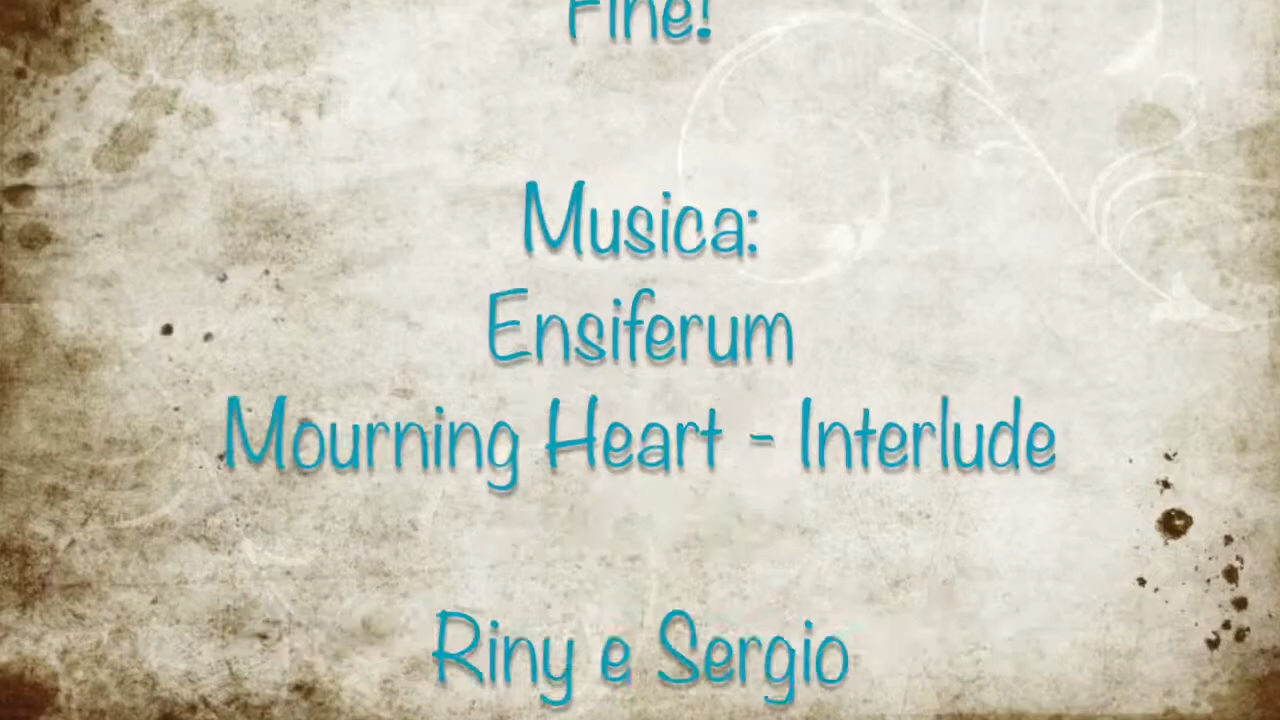 Fine!
Musica:
Ensiferum
Mourning Heart - Interlude
Riny e Sergio